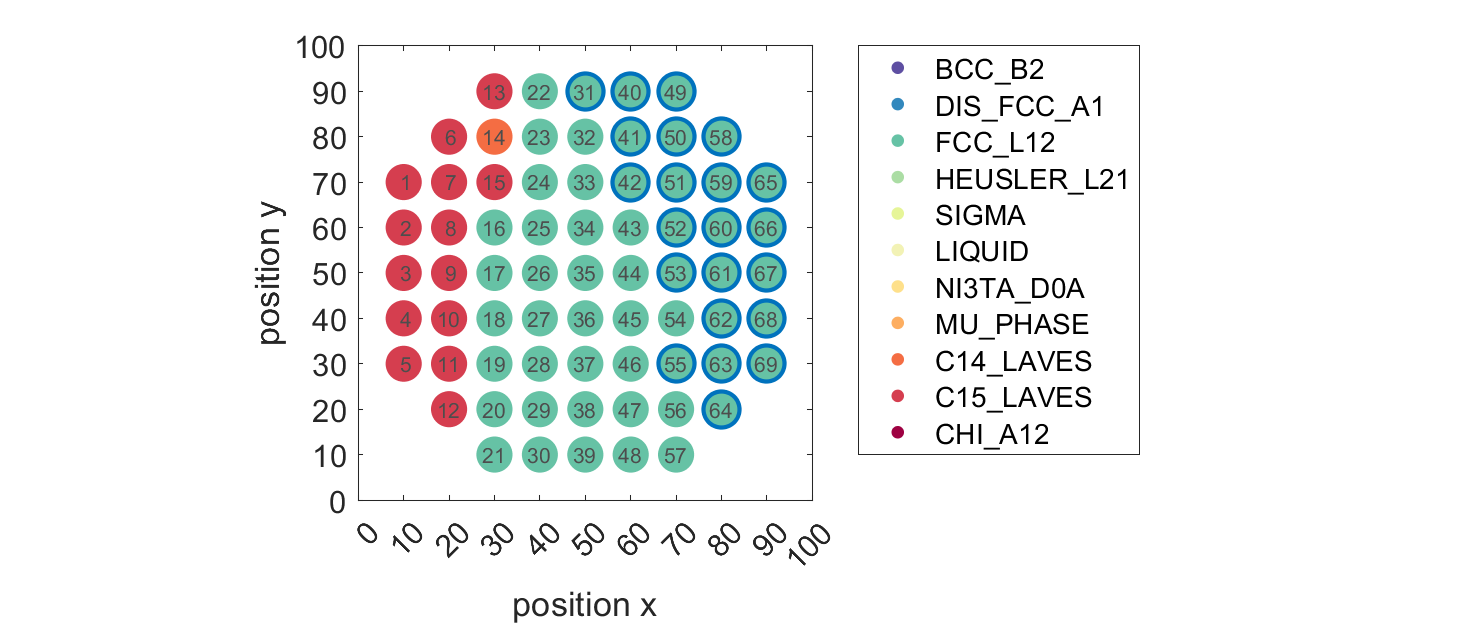 100
90
80
70
60
50
40
30
20
10
0
position y
13 22 31 40 49
6 14 23 32 41 50 58
1 7 15 24 33 42 51 59 65
2 8 16 25 34 43 52 60 66
3 9 17 26 35 44 53 61 67
4 10 18 27 36 45 54 62 68
5 11 19 28 37 46 55 63 69
12 20 29 38 47 56 64
21 30 39 48 57
0 10 20 30 40 50 60 70 80 90 100
position x
BCC_B2
DIS_FCC_A1
FCC_L12
HEUSLER_L21
SIGMA
LIQUID
NI3TA_D0A
MU_PHASE
C14_LAVES
C15_LAVES
CHI_A12